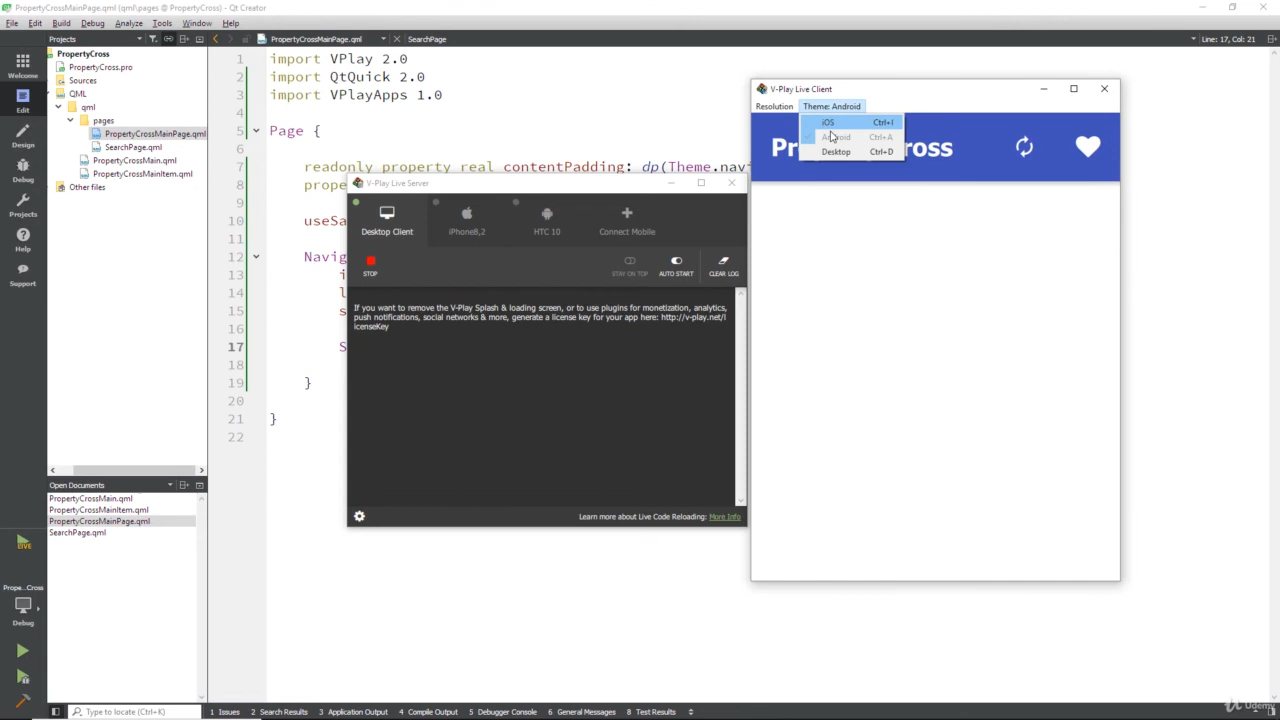 PropertyCrossMainPage.qml (qml\pages @ PropertyCross) - Qt Creator
File Edit Build Debug Analyze Tools Window Help
Projects
PropertyCrossMainPage.qml
SearchPage
Line: 17, Col: 21
Welcome
Edit
Design
Debug
Projects
Help
Support
Prope...Cross
Debug
PropertyCross
PropertyCross.pro
Sources
QML
qml
pages
PropertyCrossMainPage.qml
SearchPage.qml
PropertyCrossMain.qml
PropertyCrossMainItem.qml
Other files
Open Documents
PropertyCrossMain.qml
PropertyCrossMainItem.qml
PropertyCrossMainPage.qml
SearchPage.qml
1 import VPlay 2.0
2 import QtQuick 2.0
3 import VPlayApps 1.0
4
5 Page {
6
7 readonly property real contentPadding: dp(Theme.navi
8 prope
9
10 useSa
11
12 Navig
13 i
14 l
15 s
16
17 S
18
19 }
20
21 }
22
V-Play Live Server
Desktop Client
iPhone8,2
HTC 10
Connect Mobile
STOP
STAY ON TOP
AUTO START
CLEAR LOG
If you want to remove the V-Play Splash & loading screen, or to use plugins for monetization, analytics,
push notifications, social networks & more, generate a license key for your app here: http://v-play.net/l
icenseKey
Learn more about Live Code Reloading: More Info
V-Play Live Client
Resolution Theme: Android
iOS Ctrl+I
Android Ctrl+A
Desktop Ctrl+D
PropertyCross
Type to locate (Ctrl+K)
1 Issues 2 Search Results 3 Application Output 4 Compile Output 5 Debugger Console 6 General Messages 8 Test Results
Udemy